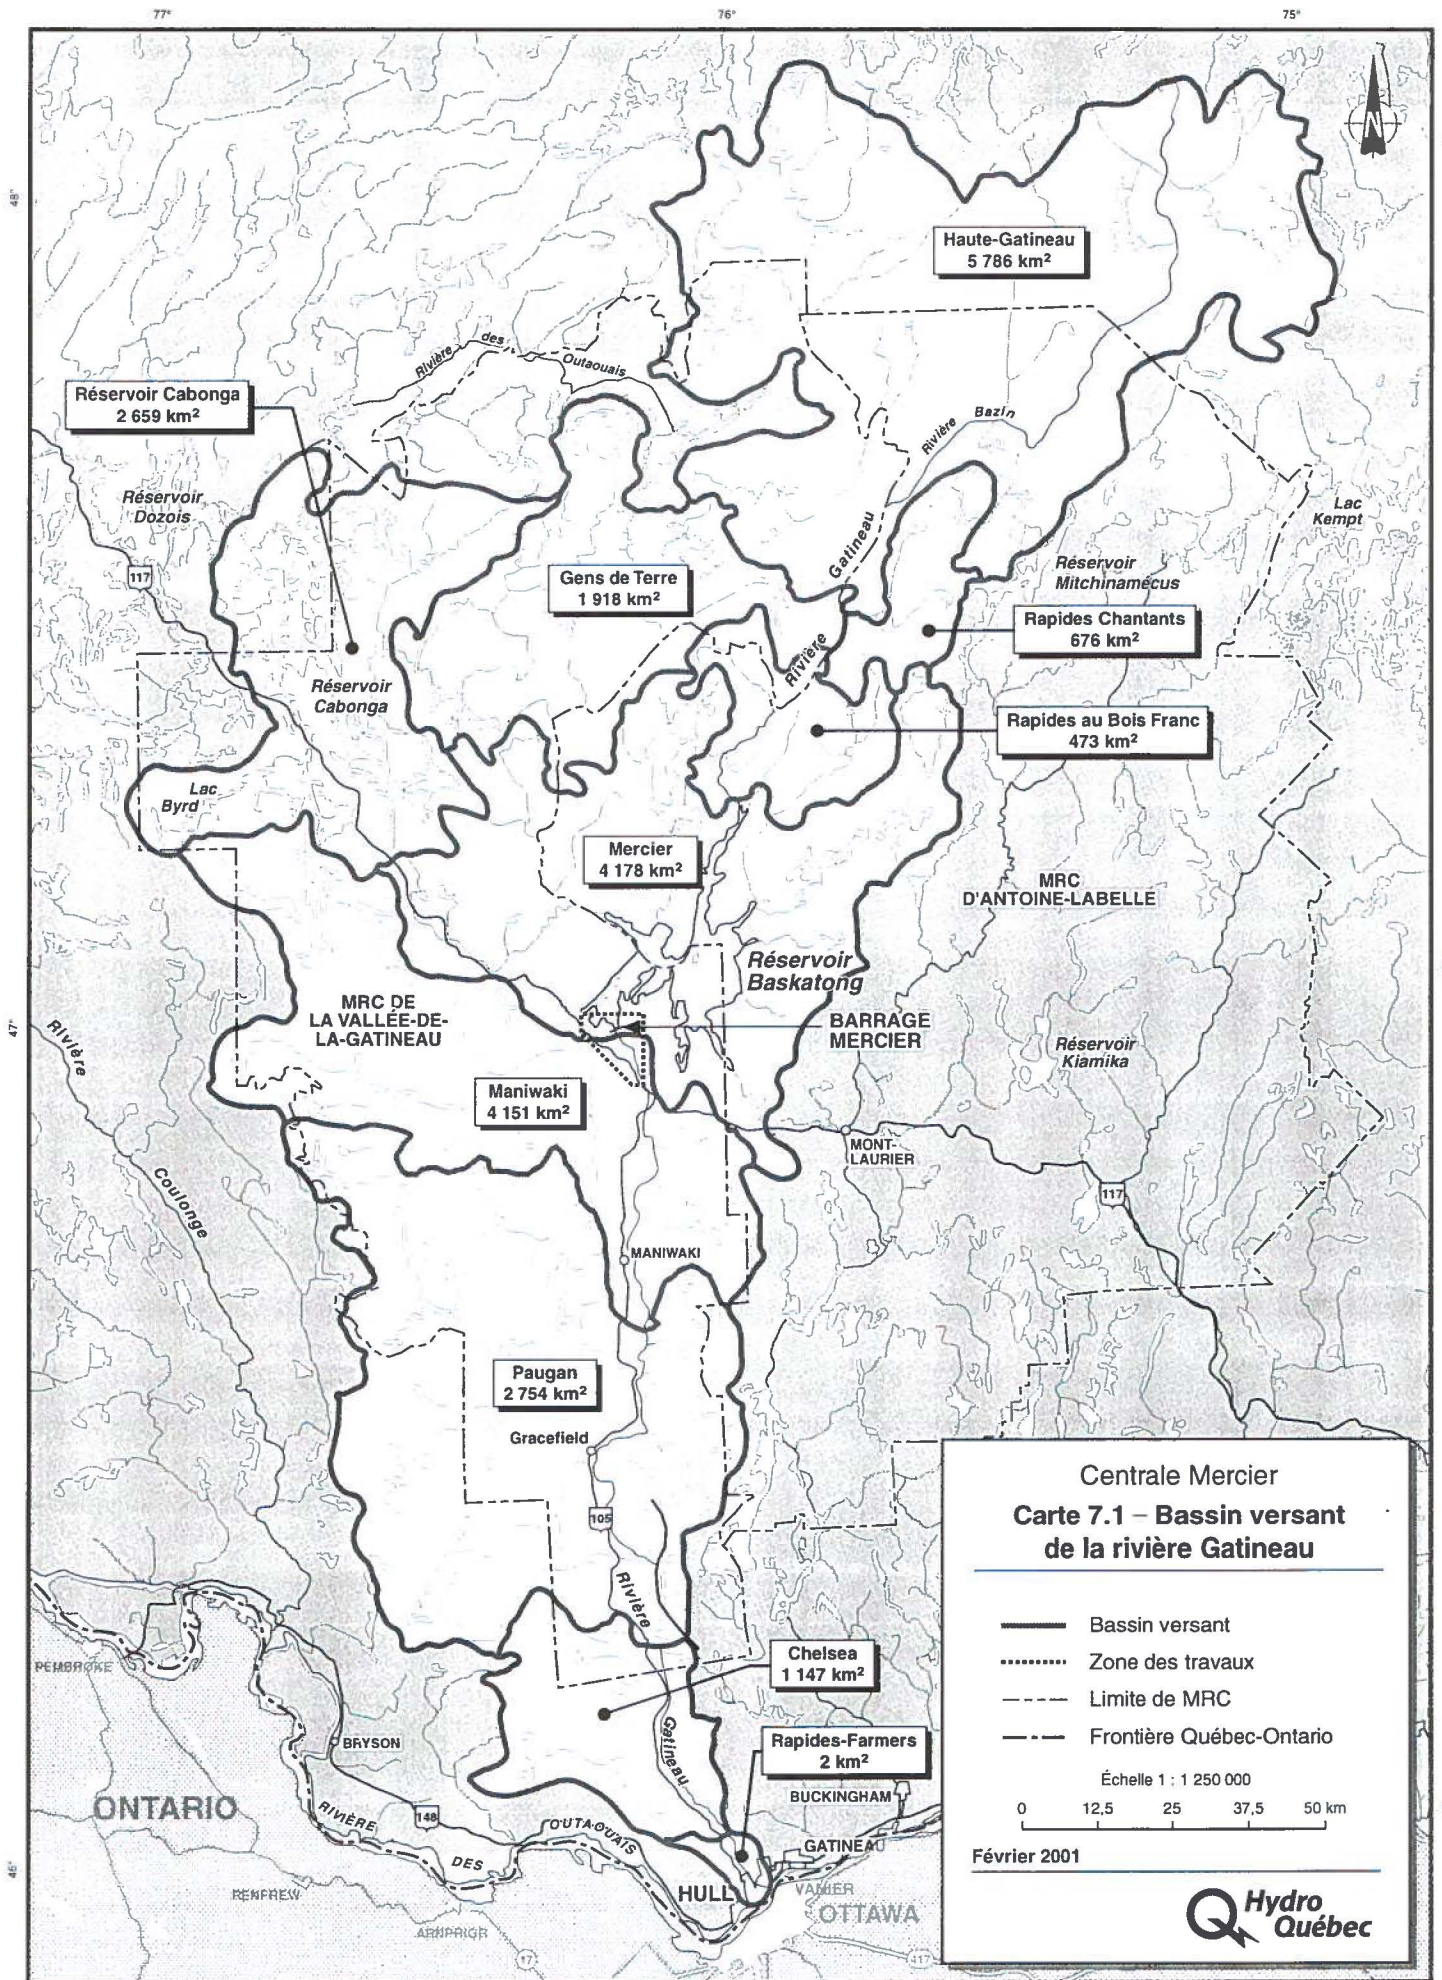 77°
76°
75°
N
48°
Haute-Gatineau
5 786 km²
Rivière des Outaouais
Réservoir Cabonga
2 659 km²
Rivière Bazin
Réservoir
Dozois
Lac
Kempt
Gatineau
117
Gens de Terre
1 918 km²
Réservoir
Mitchinamécus
Rapides Chantants
676 km²
Rivière
Réservoir
Cabonga
Rapides au Bois Franc
473 km²
Lac
Byrd
Mercier
4 178 km²
MRC
D'ANTOINE-LABELLE
Réservoir
Baskatong
47°
MRC DE
LA VALLÉE-DE-
LA-GATINEAU
BARRAGE
MERCIER
Rivière
Réservoir
Kiamika
Maniwaki
4 151 km²
MONT-
LAURIER
Coulonge
117
MANIWAKI
Paugan
2 754 km²
Gracefield
105
Rivière
Chelsea
1 147 km²
PEMBROKE
Gatineau
Rapides-Farmers
2 km²
BRYSON
BUCKINGHAM
ONTARIO
148
RIVIÈRE
DES
OUTAOUAIS
GATINEAU
46°
HULL
VANIER
OTTAWA
RENFREW
ARNPRIOR
17
417
Centrale Mercier
Carte 7.1 – Bassin versant
de la rivière Gatineau
Bassin versant
Zone des travaux
Limite de MRC
Frontière Québec-Ontario
Échelle 1 : 1 250 000
0 12,5 25 37,5 50 km
Février 2001
Hydro
Québec